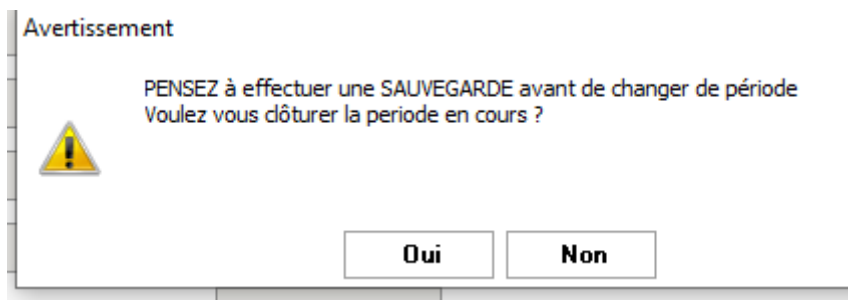 Avertissement
PENSEZ à effectuer une SAUVEGARDE avant de changer de période
Voulez vous clôturer la periode en cours ?
Oui
Non